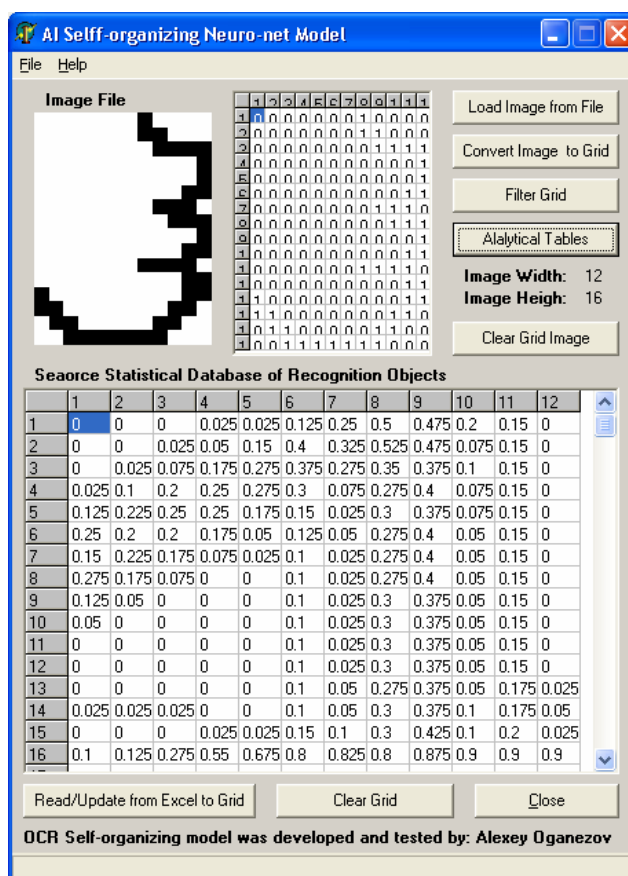 AI Selff-organizing Neuro-net Model
File Help
Image File
Load Image from File
Convert Image to Grid
Filter Grid
Alalytical Tables
Image Width: 12
Image Heigh: 16
Clear Grid Image
Seaorce Statistical Database of Recognition Objects
1 2 3 4 5 6 7 8 9 10 11 12
1 0 0 0 0.025 0.025 0.125 0.25 0.5 0.475 0.2 0.15 0
2 0 0 0.025 0.05 0.15 0.4 0.325 0.525 0.475 0.075 0.15 0
3 0 0.025 0.075 0.175 0.275 0.375 0.275 0.35 0.375 0.1 0.15 0
4 0.025 0.1 0.2 0.25 0.275 0.3 0.075 0.275 0.4 0.075 0.15 0
5 0.125 0.225 0.25 0.25 0.175 0.15 0.025 0.3 0.375 0.075 0.15 0
6 0.25 0.2 0.2 0.175 0.05 0.125 0.05 0.275 0.4 0.05 0.15 0
7 0.15 0.225 0.175 0.075 0.025 0.1 0.025 0.275 0.4 0.05 0.15 0
8 0.275 0.175 0.075 0 0 0.1 0.025 0.275 0.4 0.05 0.15 0
9 0.125 0.05 0 0 0 0.1 0.025 0.3 0.375 0.05 0.15 0
10 0.05 0 0 0 0 0.1 0.025 0.3 0.375 0.05 0.15 0
11 0 0 0 0 0 0.1 0.025 0.3 0.375 0.05 0.15 0
12 0 0 0 0 0 0.1 0.025 0.3 0.375 0.05 0.15 0
13 0 0 0 0 0 0.1 0.05 0.275 0.375 0.05 0.175 0.025
14 0.025 0.025 0.025 0 0 0.1 0.05 0.3 0.375 0.1 0.175 0.05
15 0 0 0 0.025 0.025 0.15 0.1 0.3 0.425 0.1 0.2 0.025
16 0.1 0.125 0.275 0.55 0.675 0.8 0.825 0.8 0.875 0.9 0.9 0.9
Read/Update from Excel to Grid Clear Grid Close
OCR Self-organizing model was developed and tested by: Alexey Oganezov